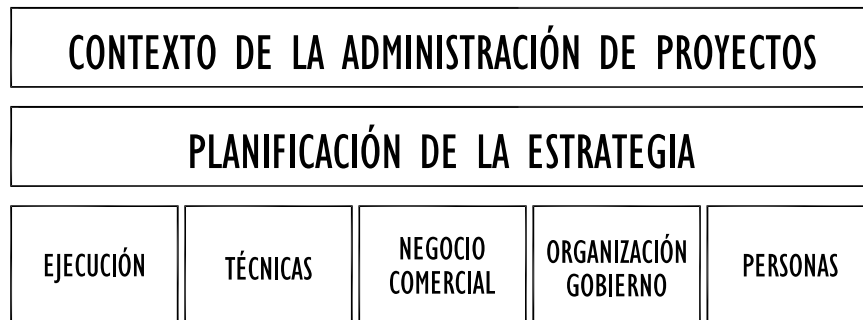 CONTEXTO DE LA ADMINISTRACIÓN DE PROYECTOS
PLANIFICACIÓN DE LA ESTRATEGIA
EJECUCIÓN
TÉCNICAS
NEGOCIO
COMERCIAL
ORGANIZACIÓN
GOBIERNO
PERSONAS